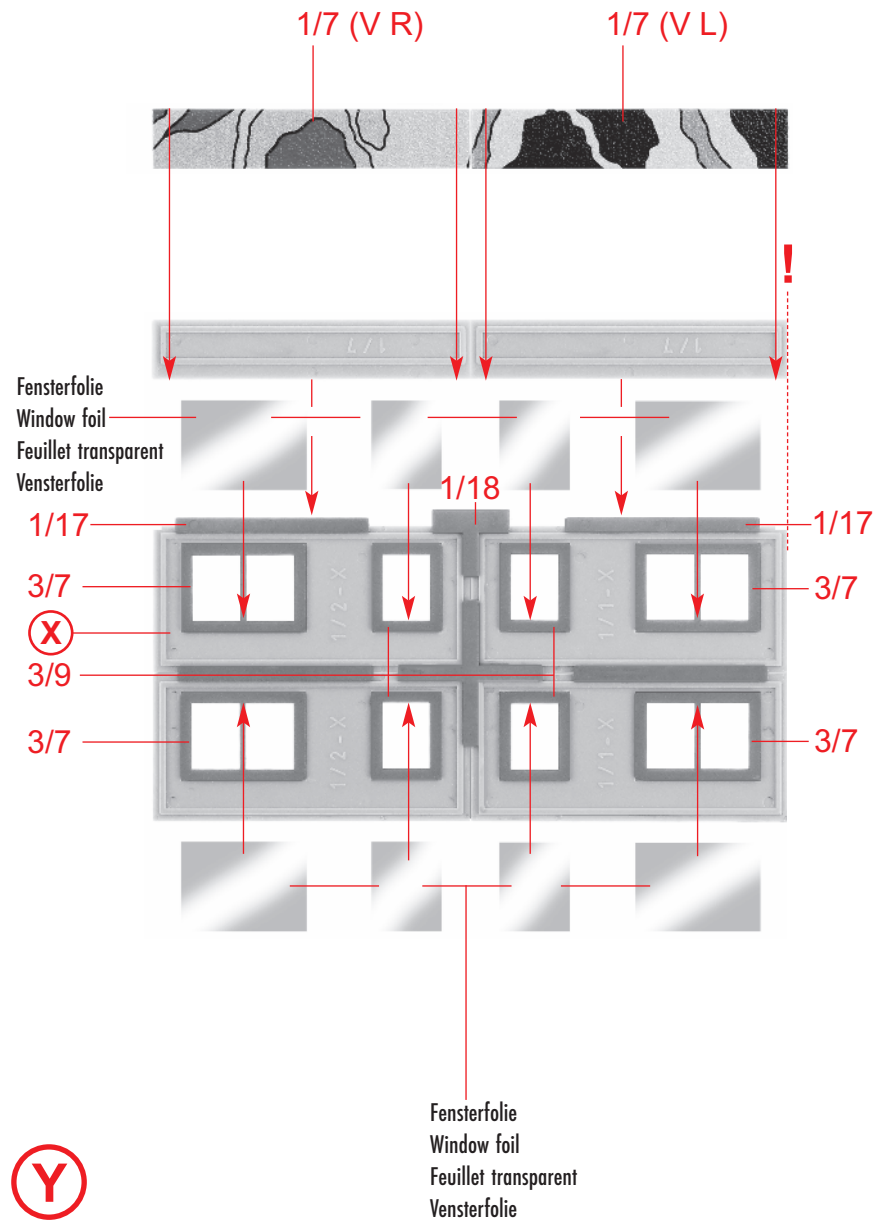 1/7 (V R)
1/7 (V L)
!
1/7
1/7
Fensterfolie
Window foil
Feuillet transparent
Vensterfolie
1/18
1/17
1/17
3/7
1/2-X
1/1-X
3/7
X
3/9
3/7
1/2-X
1/1-X
3/7
Fensterfolie
Window foil
Feuillet transparent
Vensterfolie
Y